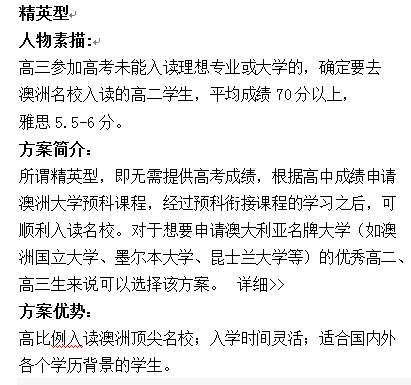 精英型
人物素描:
高三参加高考未能入读理想专业或大学的，确定要去
澳洲名校入读的高二学生，平均成绩 70 分以上，
雅思 5.5-6 分。
方案简介：
所谓精英型，即无需提供高考成绩，根据高中成绩申请
澳洲大学预科课程，经过预科衔接课程的学习之后，可
顺利入读名校。对于想要申请澳大利亚名牌大学（如澳
洲国立大学、墨尔本大学、昆士兰大学等）的优秀高二、
高三生来说可以选择该方案。 详细>>
方案优势：
高比例入读澳洲顶尖名校；入学时间灵活；适合国内外
各个学历背景的学生。